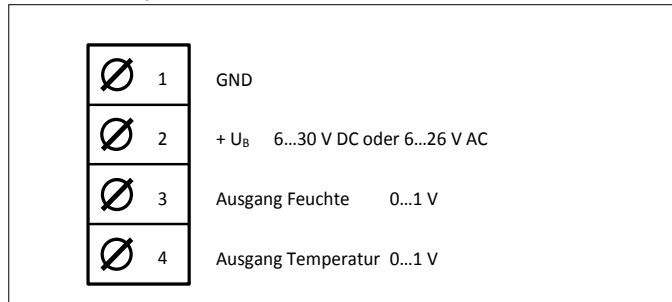 1 GND
2 + UB 6...30 V DC oder 6...26 V AC
3 Ausgang Feuchte 0...1 V
4 Ausgang Temperatur 0...1 V